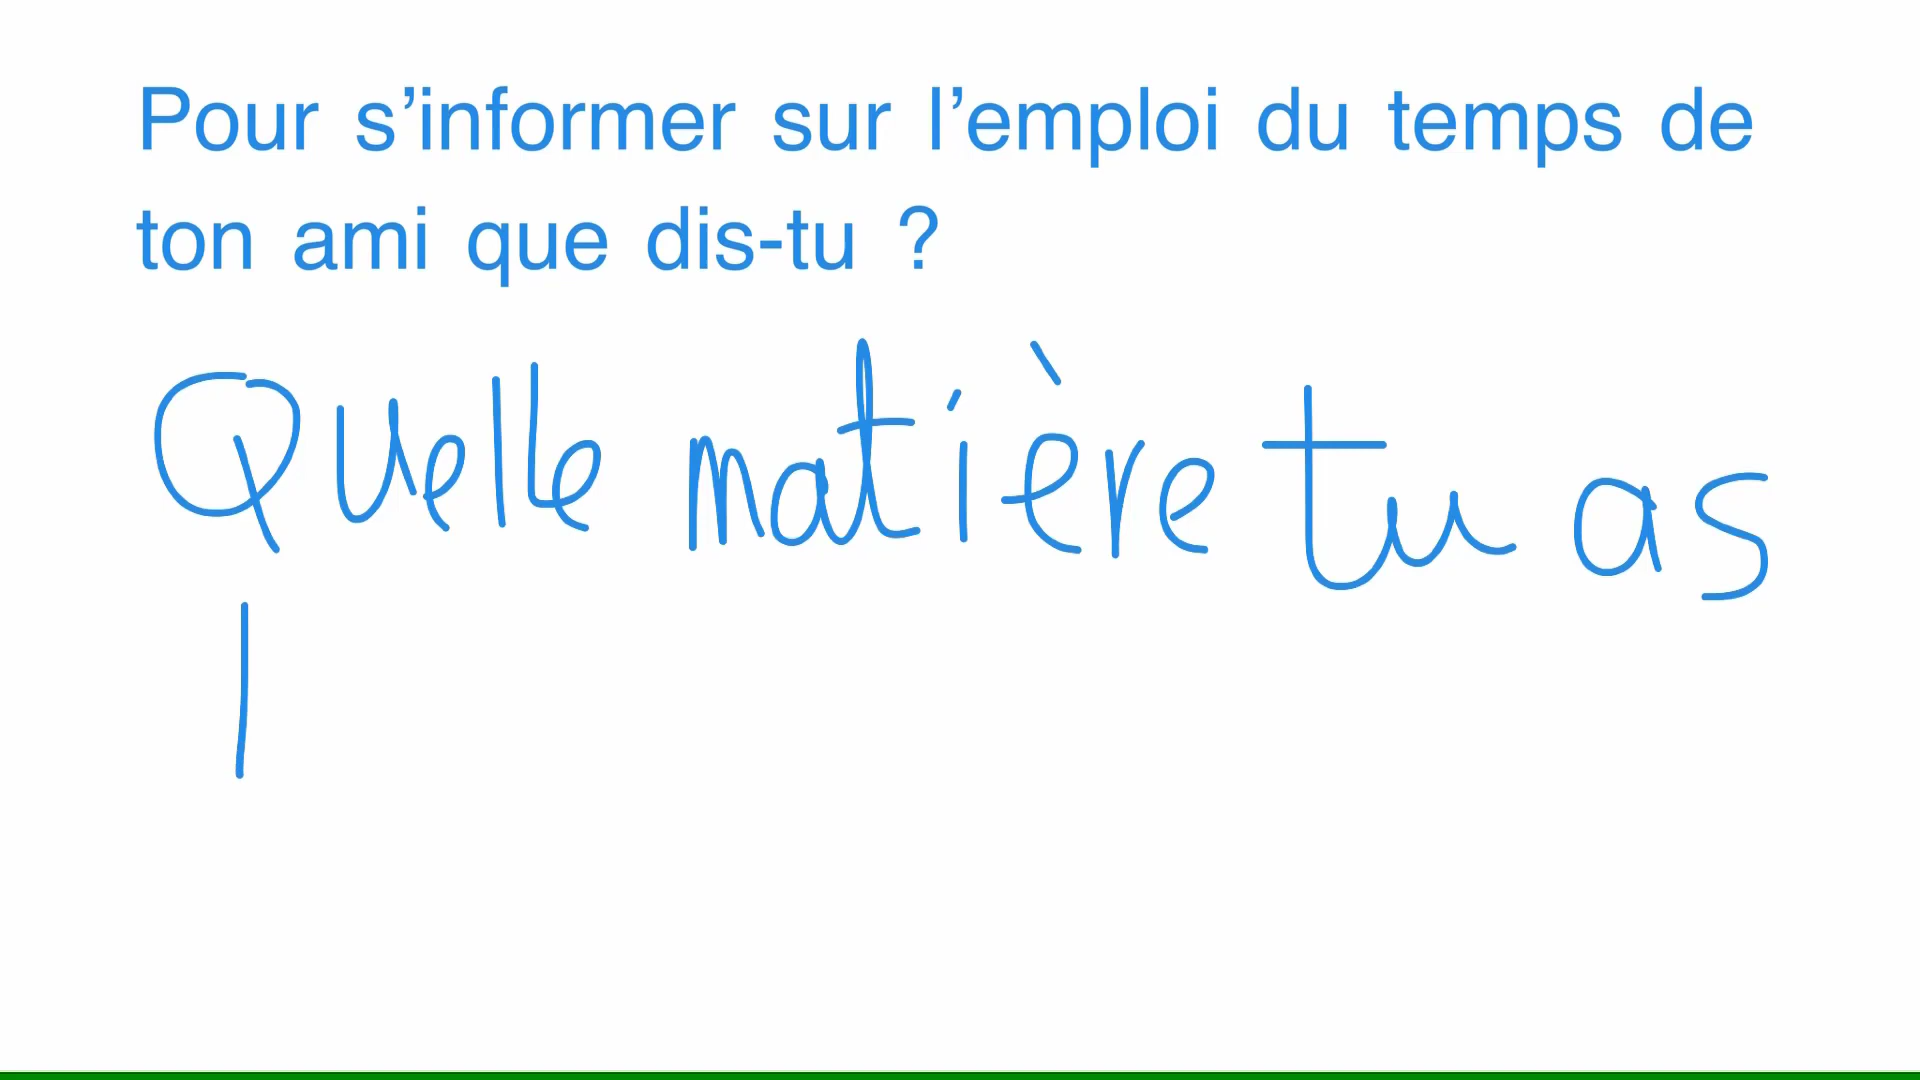 Pour s’informer sur l’emploi du temps de
ton ami que dis-tu ?
Quelle matière tu as